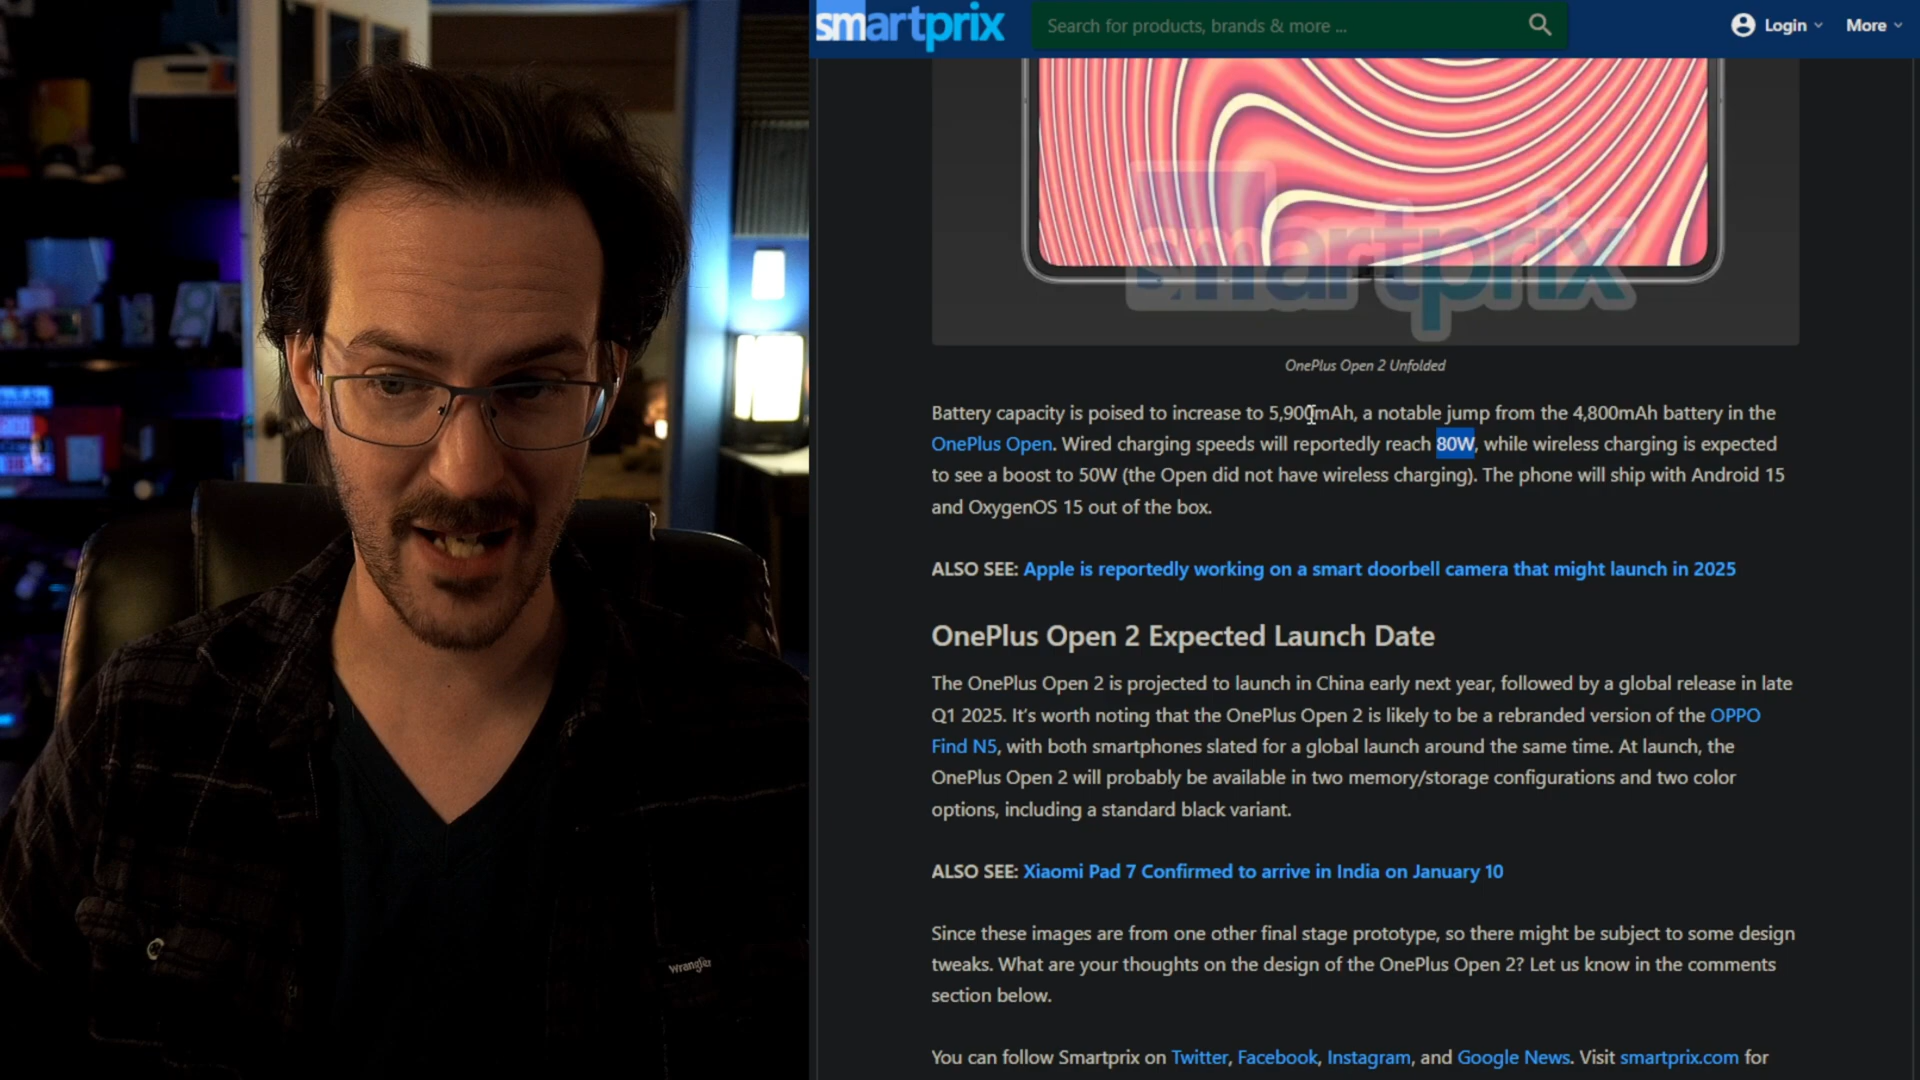 smartprix
Search for products, brands & more ...
Login
More
smartprix
OnePlus Open 2 Unfolded
Battery capacity is poised to increase to 5,900mAh, a notable jump from the 4,800mAh battery in the
OnePlus Open. Wired charging speeds will reportedly reach 80W, while wireless charging is expected
to see a boost to 50W (the Open did not have wireless charging). The phone will ship with Android 15
and OxygenOS 15 out of the box.
ALSO SEE: Apple is reportedly working on a smart doorbell camera that might launch in 2025
OnePlus Open 2 Expected Launch Date
The OnePlus Open 2 is projected to launch in China early next year, followed by a global release in late
Q1 2025. It's worth noting that the OnePlus Open 2 is likely to be a rebranded version of the OPPO
Find N5, with both smartphones slated for a global launch around the same time. At launch, the
OnePlus Open 2 will probably be available in two memory/storage configurations and two color
options, including a standard black variant.
ALSO SEE: Xiaomi Pad 7 Confirmed to arrive in India on January 10
Since these images are from one other final stage prototype, so there might be subject to some design
tweaks. What are your thoughts on the design of the OnePlus Open 2? Let us know in the comments
section below.
You can follow Smartprix on Twitter, Facebook, Instagram, and Google News. Visit smartprix.com for
Wrangler